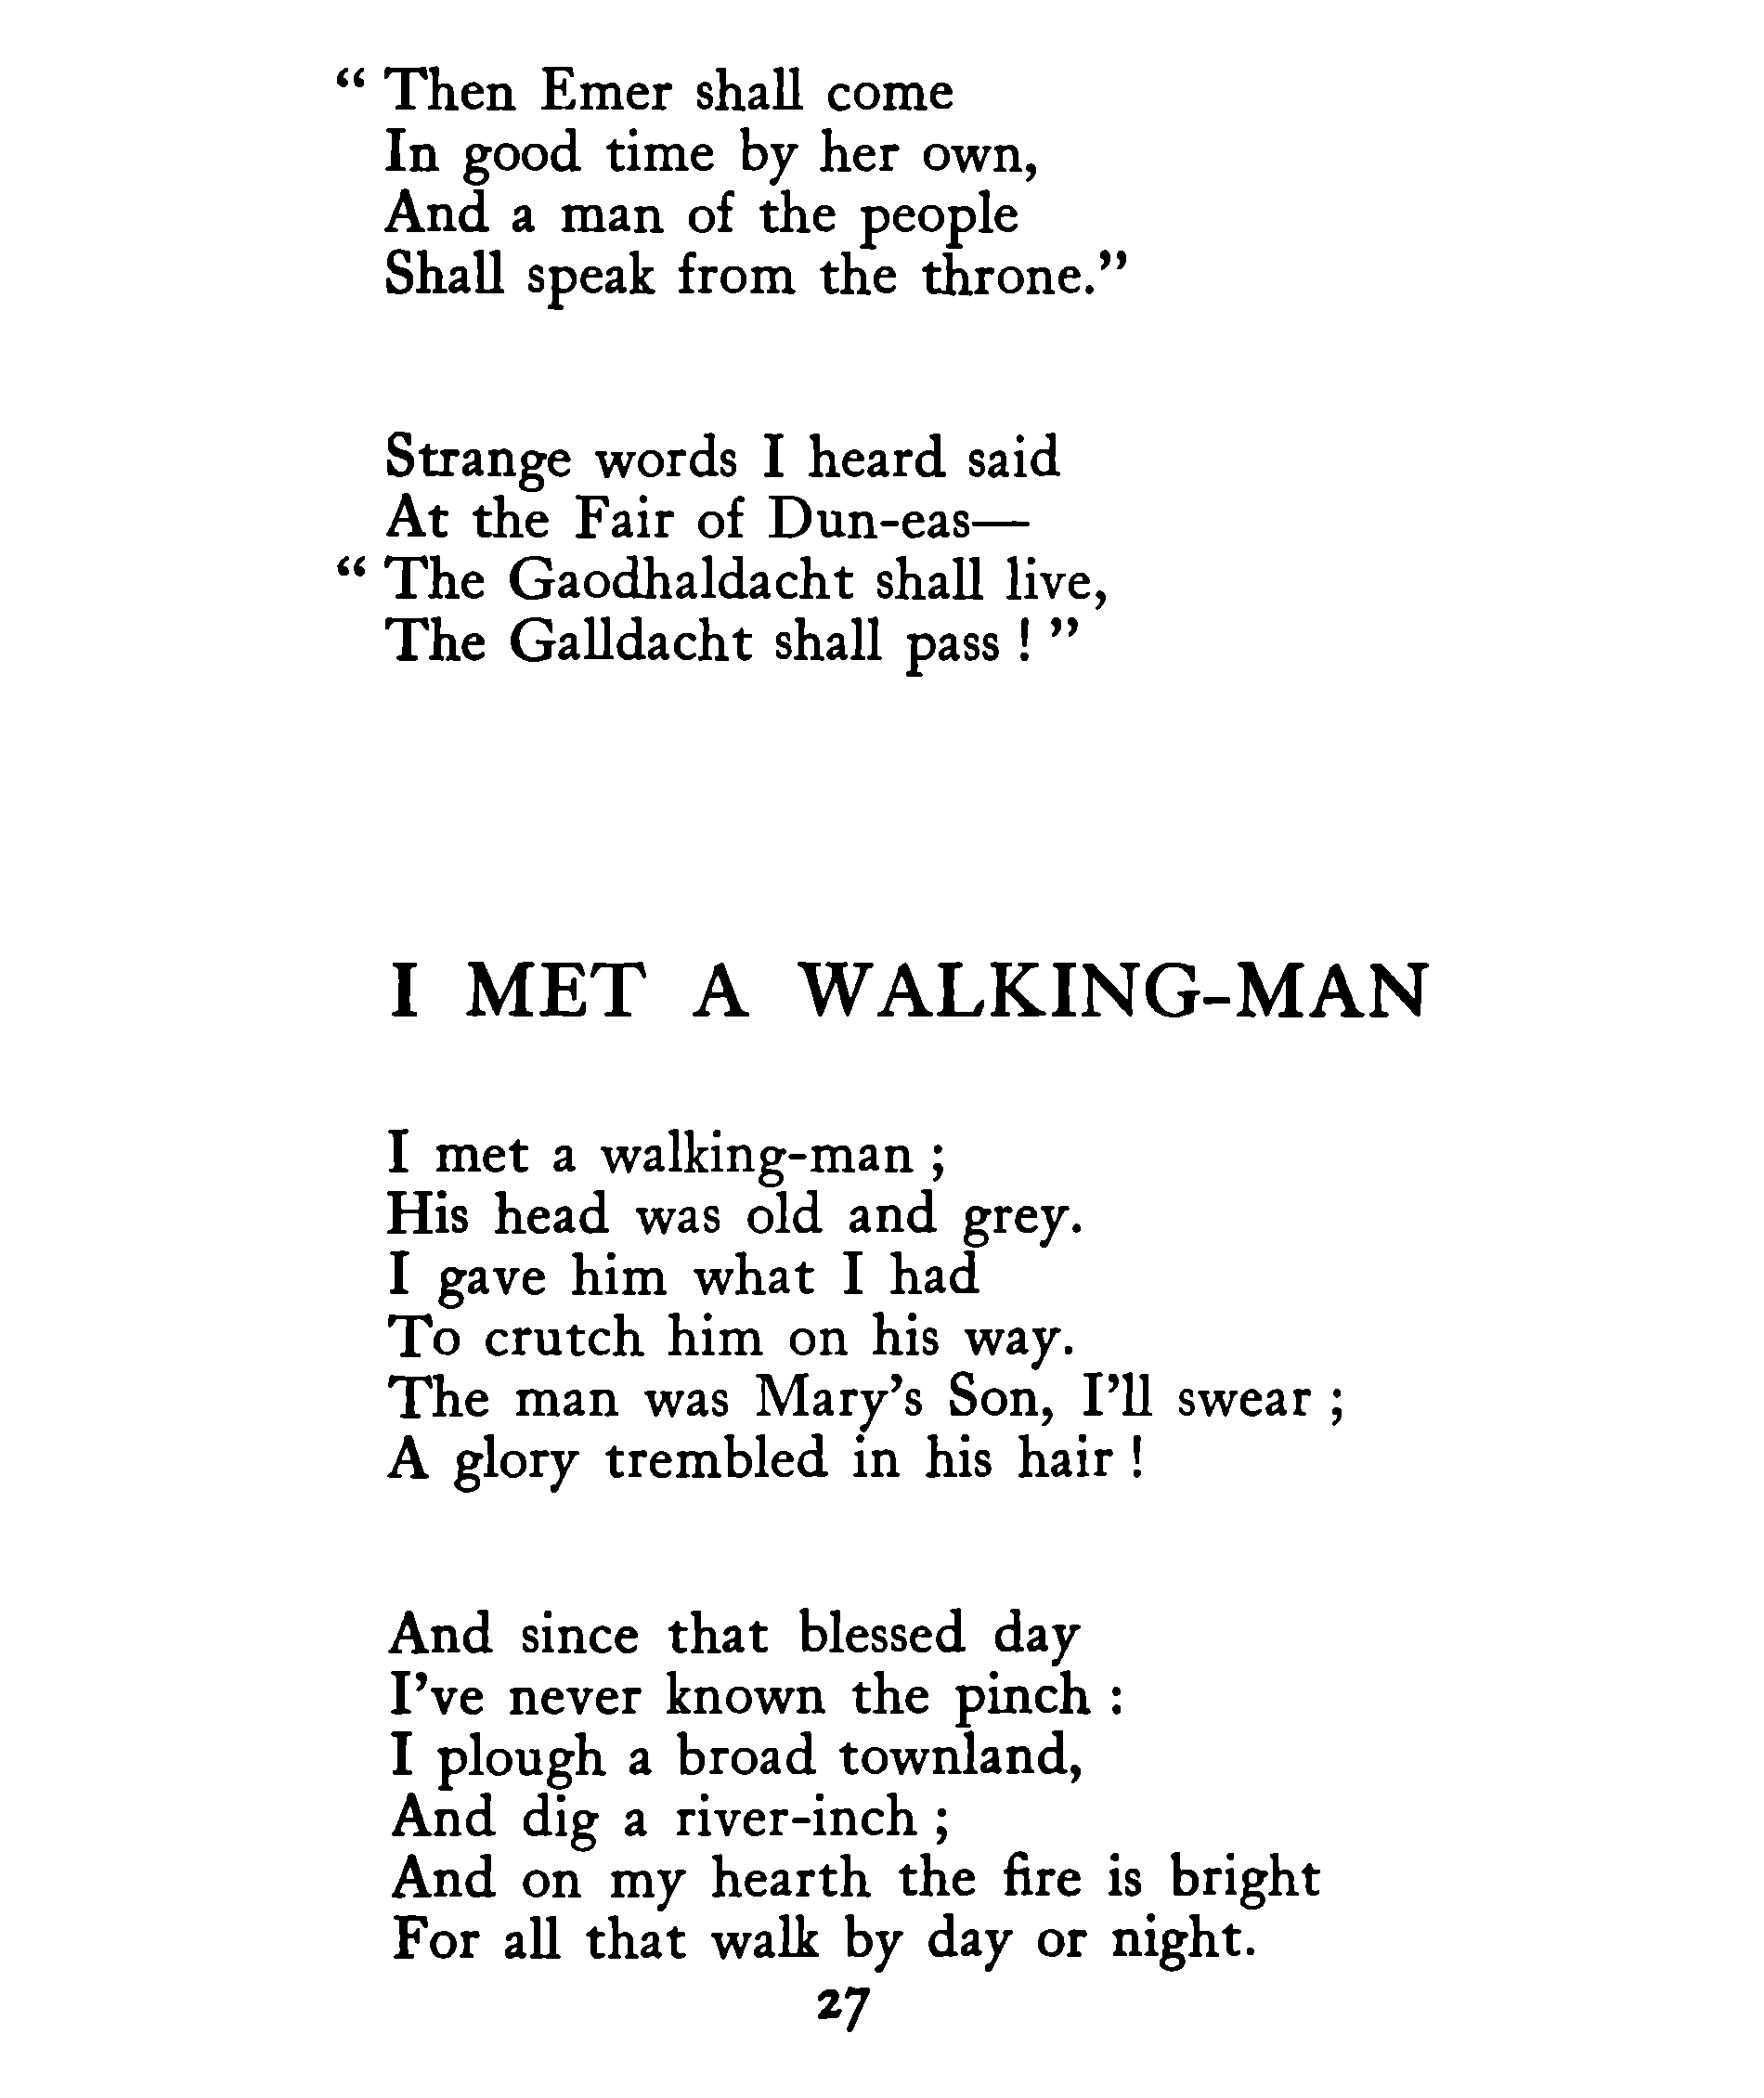 “ Then Emer shall come
In good time by her own,
And a man of the people
Shall speak from the throne.”
Strange words I heard said
At the Fair of Dun-eas—
“ The Gaodhaldacht shall live,
The Galldacht shall pass ! ”
I MET A WALKING-MAN
I met a walking-man ;
His head was old and grey.
I gave him what I had
To crutch him on his way.
The man was Mary’s Son, I’ll swear ;
A glory trembled in his hair !
And since that blessed day
I’ve never known the pinch :
I plough a broad townland,
And dig a river-inch ;
And on my hearth the fire is bright
For all that walk by day or night.
27